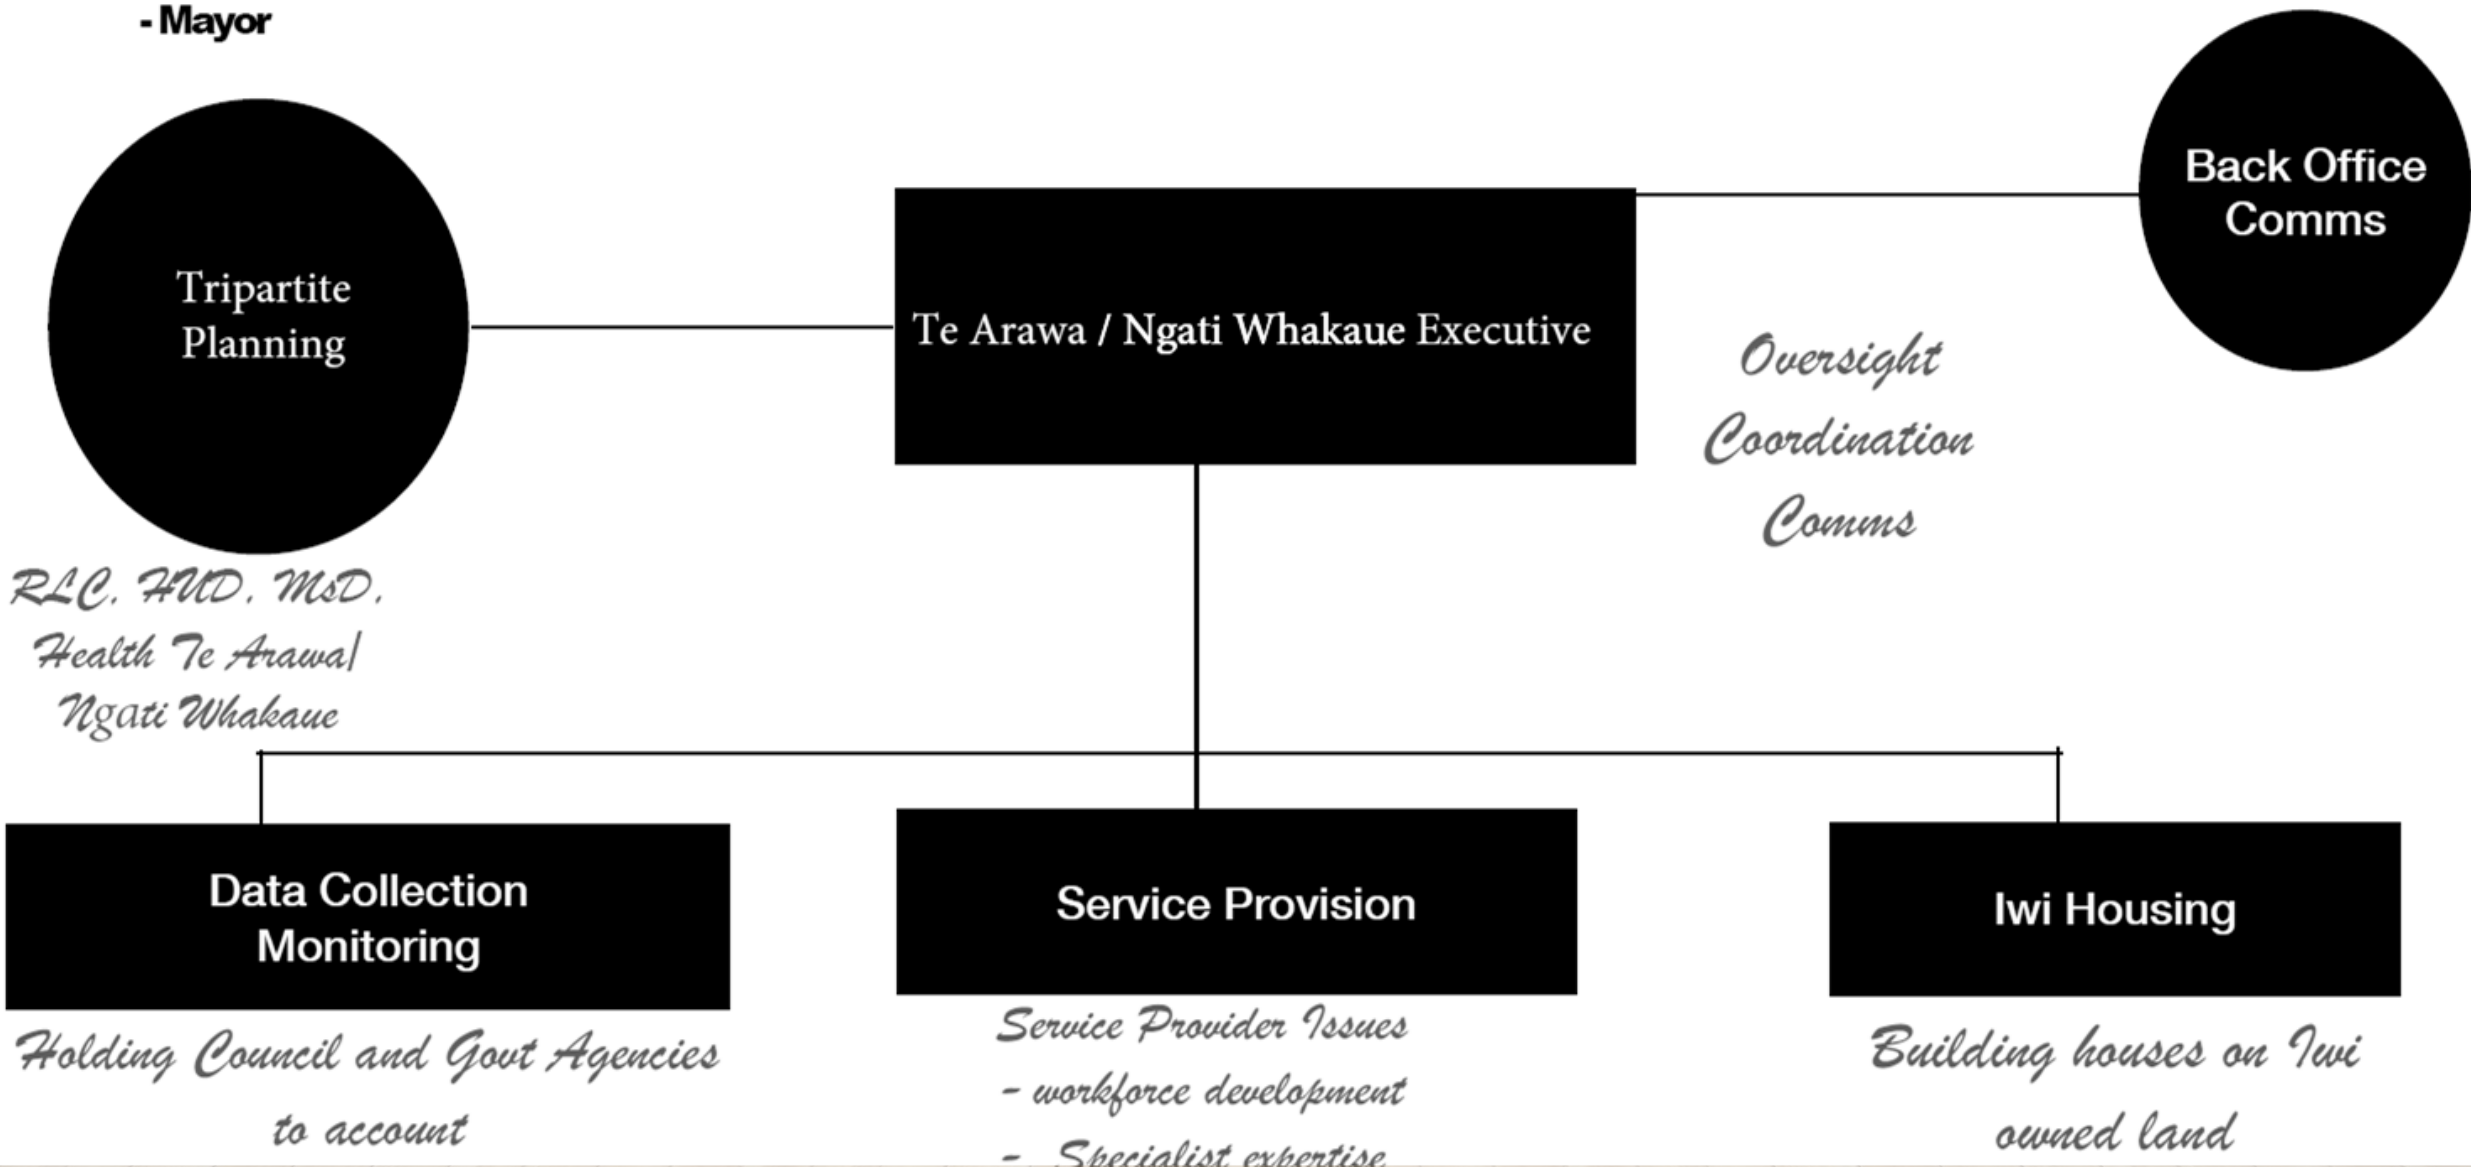 - Mayor
Back Office
Comms
Tripartite
Planning
Te Arawa / Ngati Whakaue Executive
Oversight
Coordination
Comms
RLC, HUD, MsD,
Health Te Arawa/
Ngati Whakaue
Data Collection
Monitoring
Service Provision
Iwi Housing
Holding Council and Govt Agencies
to account
Service Provider Issues
- workforce development
- Specialist expertise
Building houses on Iwi
owned land